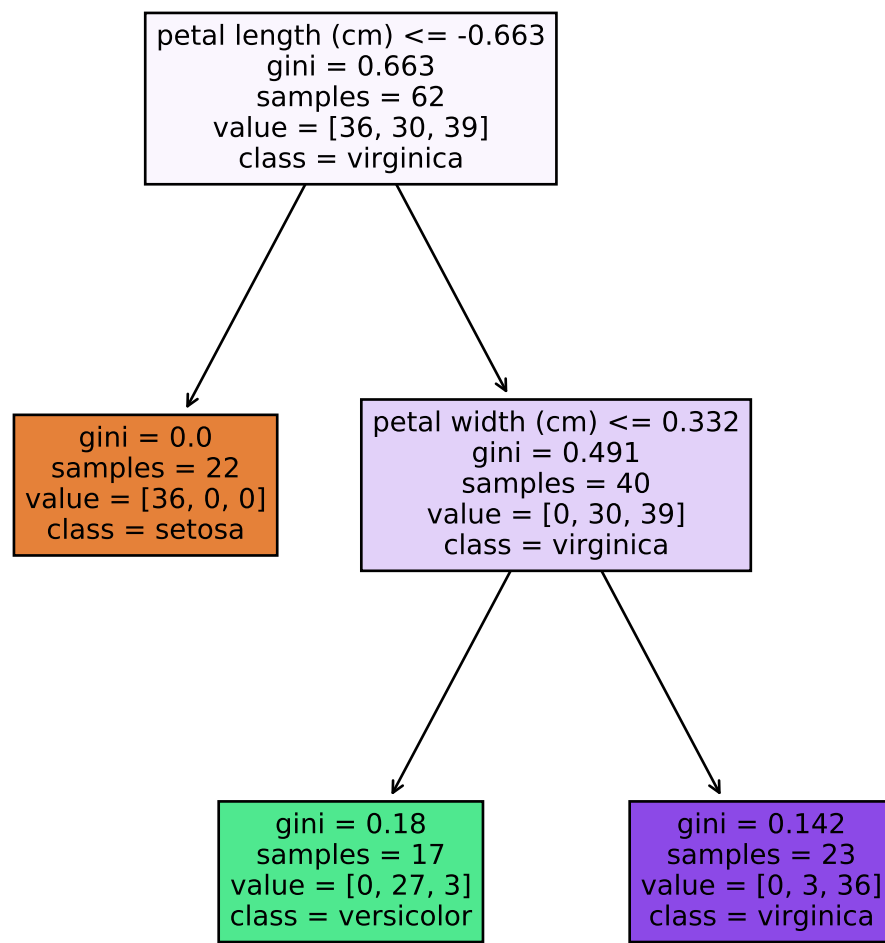 petal length (cm) <= -0.663
gini = 0.663
samples = 62
value = [36, 30, 39]
class = virginica
gini = 0.0
samples = 22
value = [36, 0, 0]
class = setosa
petal width (cm) <= 0.332
gini = 0.491
samples = 40
value = [0, 30, 39]
class = virginica
gini = 0.18
samples = 17
value = [0, 27, 3]
class = versicolor
gini = 0.142
samples = 23
value = [0, 3, 36]
class = virginica